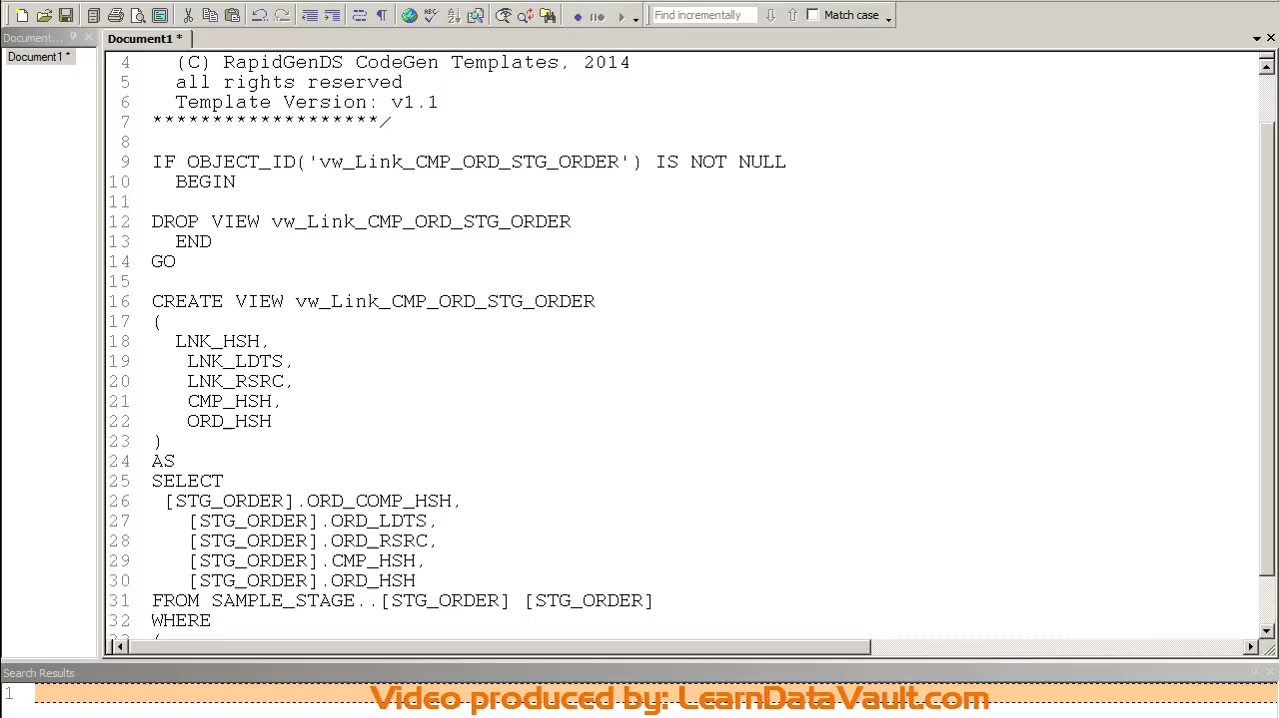 Find incrementally
Match case
Document...
Document1 *
Document1 *
4 (C) RapidGenDS CodeGen Templates, 2014
5 all rights reserved
6 Template Version: v1.1
7 *******************/
8
9 IF OBJECT_ID('vw_Link_CMP_ORD_STG_ORDER') IS NOT NULL
10 BEGIN
11
12 DROP VIEW vw_Link_CMP_ORD_STG_ORDER
13 END
14 GO
15
16 CREATE VIEW vw_Link_CMP_ORD_STG_ORDER
17 (
18 LNK_HSH,
19 LNK_LDTS,
20 LNK_RSRC,
21 CMP_HSH,
22 ORD_HSH
23 )
24 AS
25 SELECT
26 [STG_ORDER].ORD_COMP_HSH,
27 [STG_ORDER].ORD_LDTS,
28 [STG_ORDER].ORD_RSRC,
29 [STG_ORDER].CMP_HSH,
30 [STG_ORDER].ORD_HSH
31 FROM SAMPLE_STAGE..[STG_ORDER] [STG_ORDER]
32 WHERE
Search Results
1
Video produced by: LearnDataVault.com